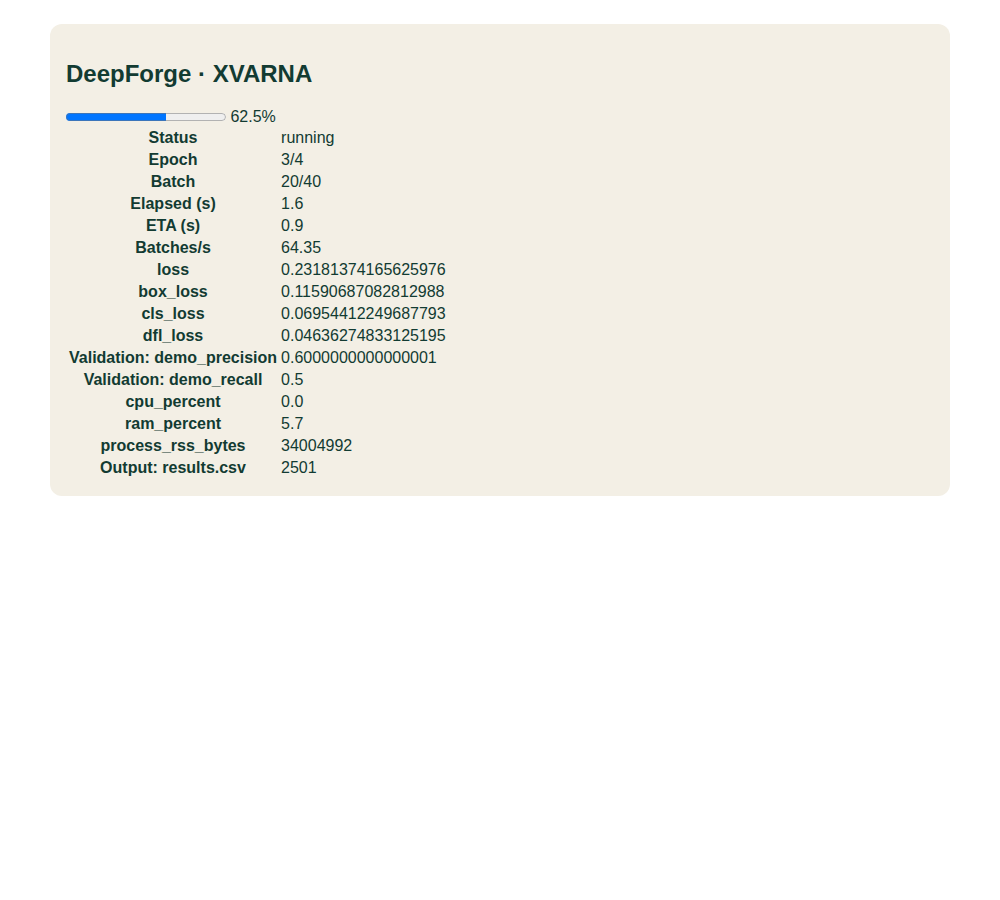 DeepForge · XVARNA
62.5%
Status running
Epoch 3/4
Batch 20/40
Elapsed (s) 1.6
ETA (s) 0.9
Batches/s 64.35
loss 0.23181374165625976
box_loss 0.11590687082812988
cls_loss 0.06954412249687793
dfl_loss 0.04636274833125195
Validation: demo_precision 0.6000000000000001
Validation: demo_recall 0.5
cpu_percent 0.0
ram_percent 5.7
process_rss_bytes 34004992
Output: results.csv 2501